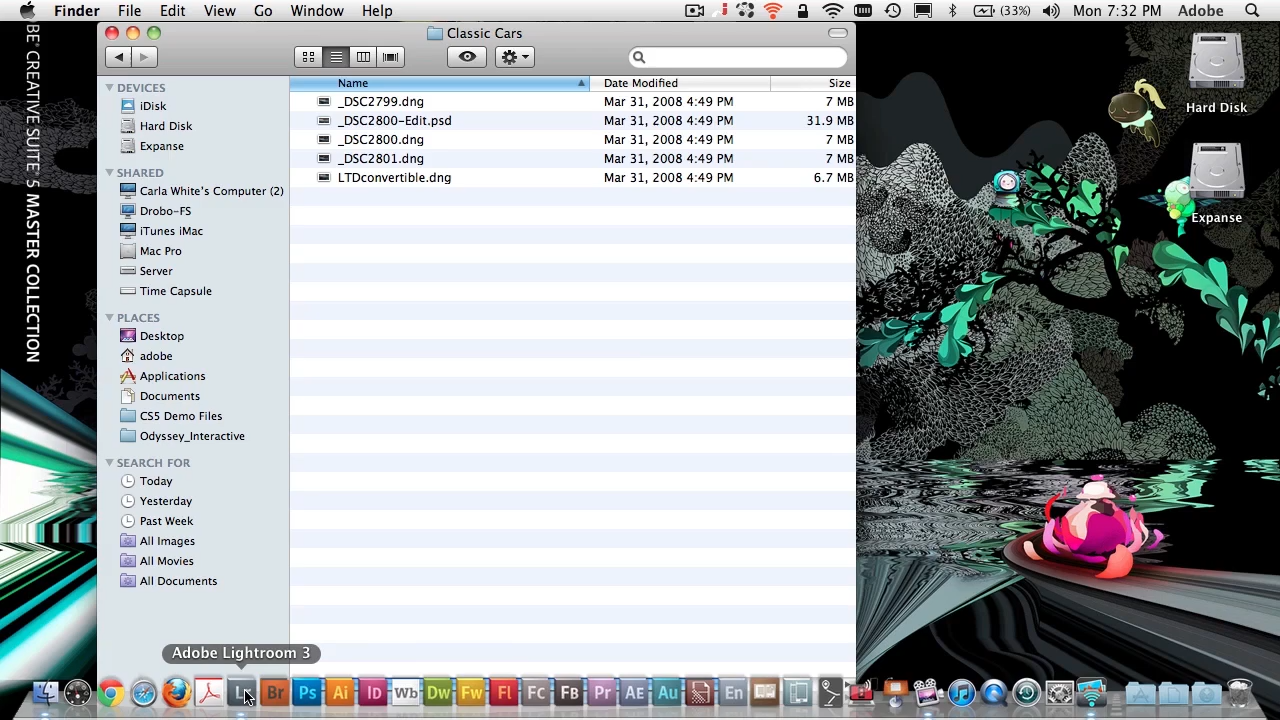 Finder File Edit View Go Window Help (33%) Mon 7:32 PM Adobe
BE® CREATIVE SUITE® 5 MASTER COLLECTION
Classic Cars
Name Date Modified Size
DEVICES
iDisk
Hard Disk
Expanse
SHARED
Carla White's Computer (2)
Drobo-FS
iTunes iMac
Mac Pro
Server
Time Capsule
PLACES
Desktop
adobe
Applications
Documents
CS5 Demo Files
Odyssey_Interactive
SEARCH FOR
Today
Yesterday
Past Week
All Images
All Movies
All Documents
_DSC2799.dng Mar 31, 2008 4:49 PM 7 MB
_DSC2800-Edit.psd Mar 31, 2008 4:49 PM 31.9 MB
_DSC2800.dng Mar 31, 2008 4:49 PM 7 MB
_DSC2801.dng Mar 31, 2008 4:49 PM 7 MB
LTDconvertible.dng Mar 31, 2008 4:49 PM 6.7 MB
Hard Disk
Expanse
Adobe Lightroom 3
Br Ps Ai Id Wb Dw Fw Fl Fc FB Pr AE Au En